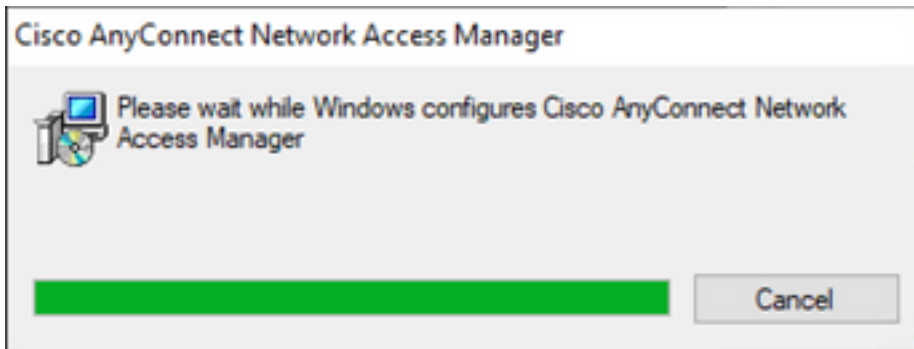 Cisco AnyConnect Network Access Manager
Please wait while Windows configures Cisco AnyConnect Network
Access Manager
Cancel